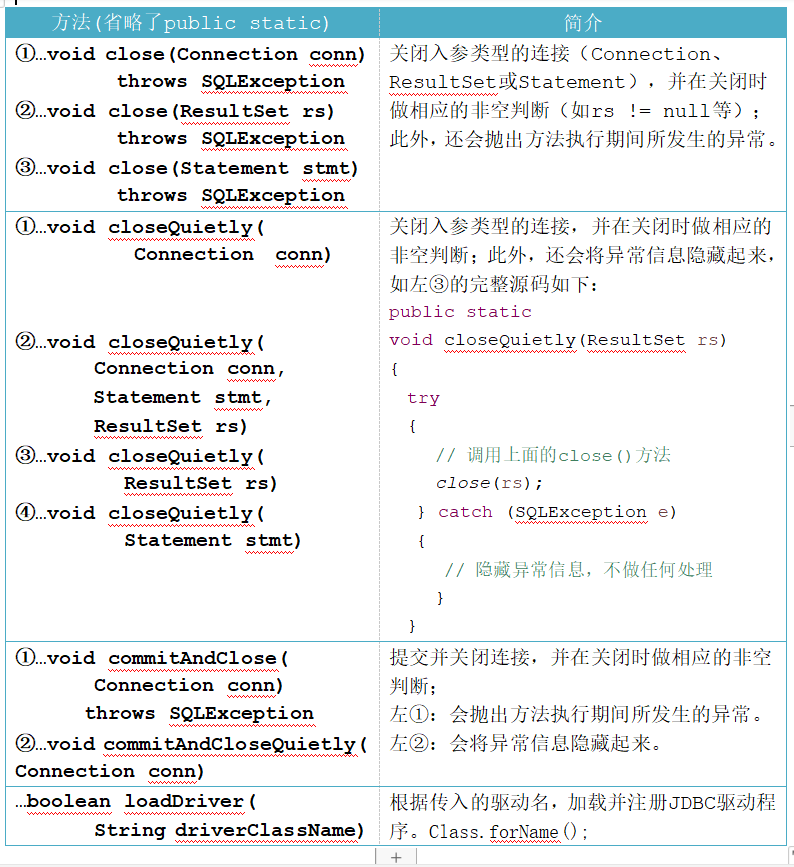 方法(省略了public static)
简介
①…void close(Connection conn)
throws SQLException
②…void close(ResultSet rs)
throws SQLException
③…void close(Statement stmt)
throws SQLException
关闭入参类型的连接（Connection、
ResultSet或Statement），并在关闭时
做相应的非空判断（如rs != null等）；
此外，还会抛出方法执行期间所发生的异常。
①…void closeQuietly(
Connection conn)
②…void closeQuietly(
Connection conn,
Statement stmt,
ResultSet rs)
③…void closeQuietly(
ResultSet rs)
④…void closeQuietly(
Statement stmt)
关闭入参类型的连接，并在关闭时做相应的
非空判断；此外，还会将异常信息隐藏起来，
如左③的完整源码如下：
public static
void closeQuietly(ResultSet rs)
{
try
{
// 调用上面的close()方法
close(rs);
} catch (SQLException e)
{
// 隐藏异常信息，不做任何处理
}
}
①…void commitAndClose(
Connection conn)
throws SQLException
②…void commitAndCloseQuietly(
Connection conn)
提交并关闭连接，并在关闭时做相应的非空
判断；
左①：会抛出方法执行期间所发生的异常。
左②：会将异常信息隐藏起来。
…boolean loadDriver(
String driverClassName)
根据传入的驱动名，加载并注册JDBC驱动程
序。Class.forName();